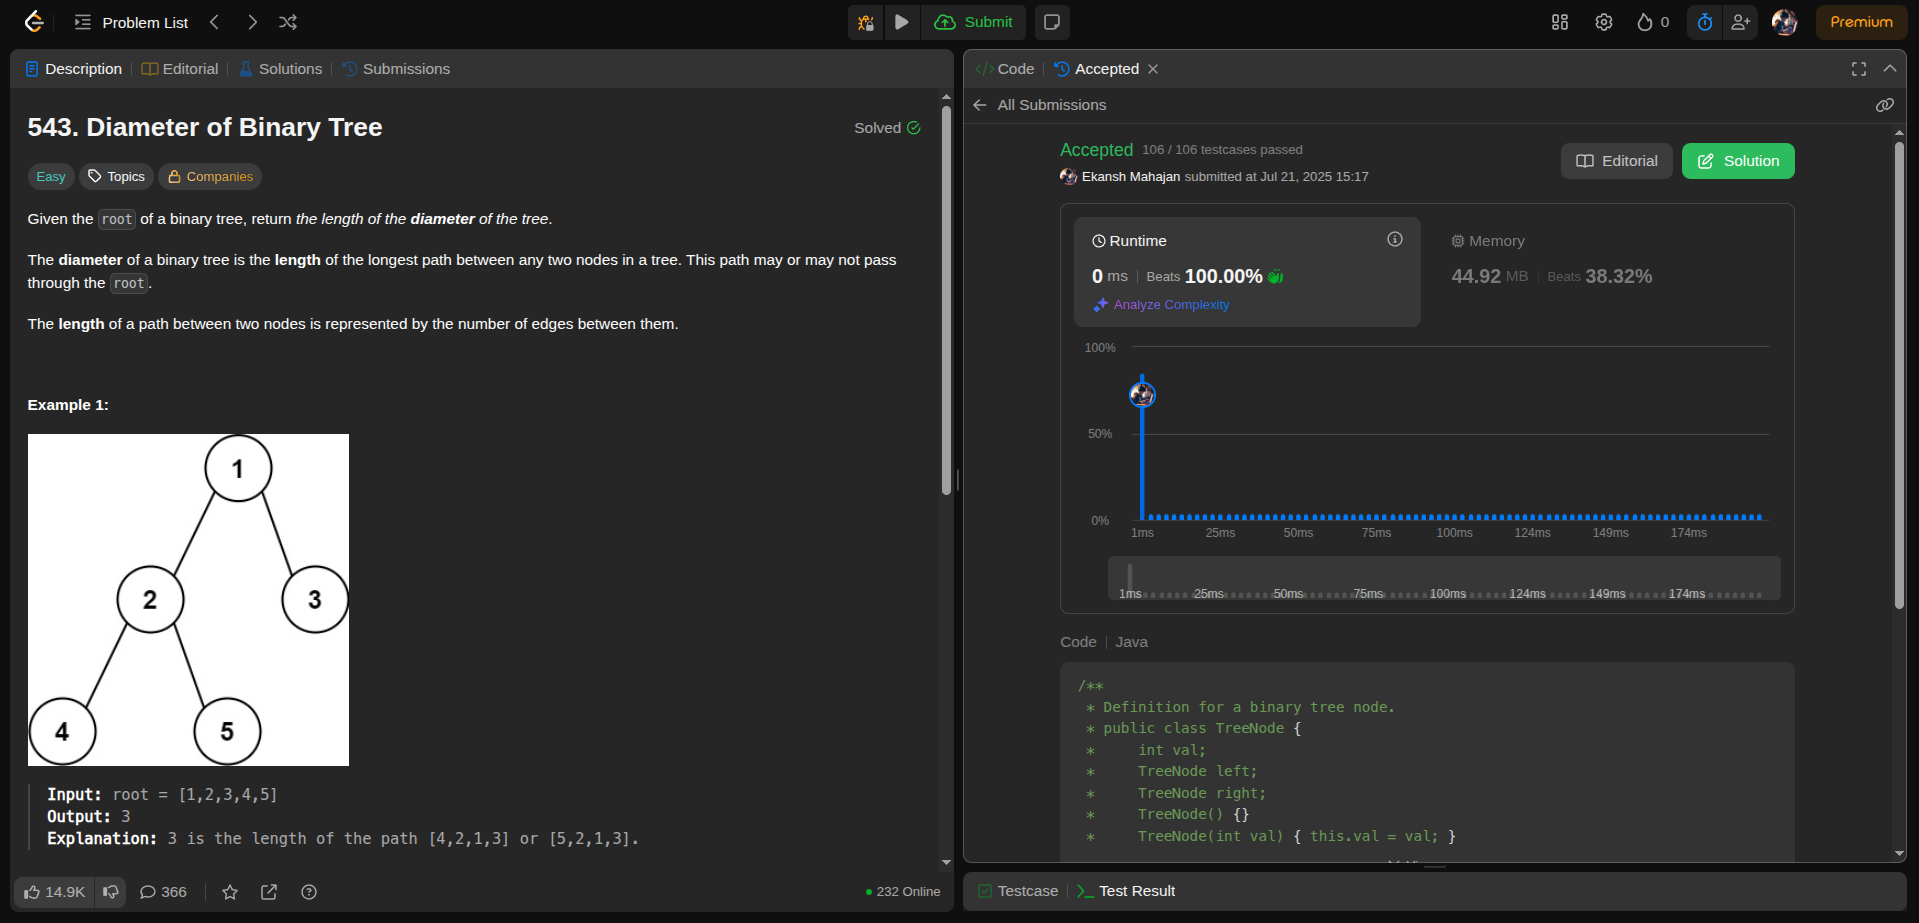 Problem List
Submit
0
Premium
Description
Editorial
Solutions
Submissions
543. Diameter of Binary Tree
Solved
Easy
Topics
Companies
Given the root of a binary tree, return the length of the diameter of the tree.
The diameter of a binary tree is the length of the longest path between any two nodes in a tree. This path may or may not pass
through the root.
The length of a path between two nodes is represented by the number of edges between them.
Example 1:
1
2
3
4
5
Input: root = [1,2,3,4,5]
Output: 3
Explanation: 3 is the length of the path [4,2,1,3] or [5,2,1,3].
14.9K
366
232 Online
Code
Accepted
All Submissions
Accepted 106 / 106 testcases passed
Ekansh Mahajan submitted at Jul 21, 2025 15:17
Editorial
Solution
Runtime
0 ms Beats 100.00%
Analyze Complexity
Memory
44.92 MB Beats 38.32%
100%
50%
0%
1ms 25ms 50ms 75ms 100ms 124ms 149ms 174ms
1ms 25ms 50ms 75ms 100ms 124ms 149ms 174ms
Code Java
/**
* Definition for a binary tree node.
* public class TreeNode {
* int val;
* TreeNode left;
* TreeNode right;
* TreeNode() {}
* TreeNode(int val) { this.val = val; }
Testcase
Test Result